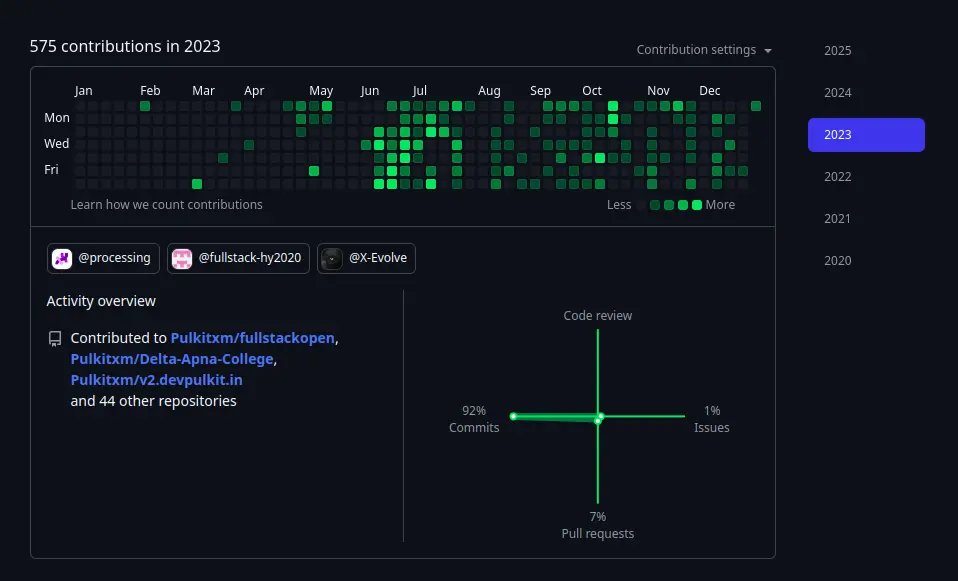 575 contributions in 2023
Contribution settings
2025
2024
2023
2022
2021
2020
Jan Feb Mar Apr May Jun Jul Aug Sep Oct Nov Dec
Mon
Wed
Fri
Learn how we count contributions
Less More
@processing @fullstack-hy2020 @X-Evolve
Activity overview
Contributed to Pulkitxm/fullstackopen,
Pulkitxm/Delta-Apna-College,
Pulkitxm/v2.devpulkit.in
and 44 other repositories
Code review
92%
Commits
1%
Issues
7%
Pull requests